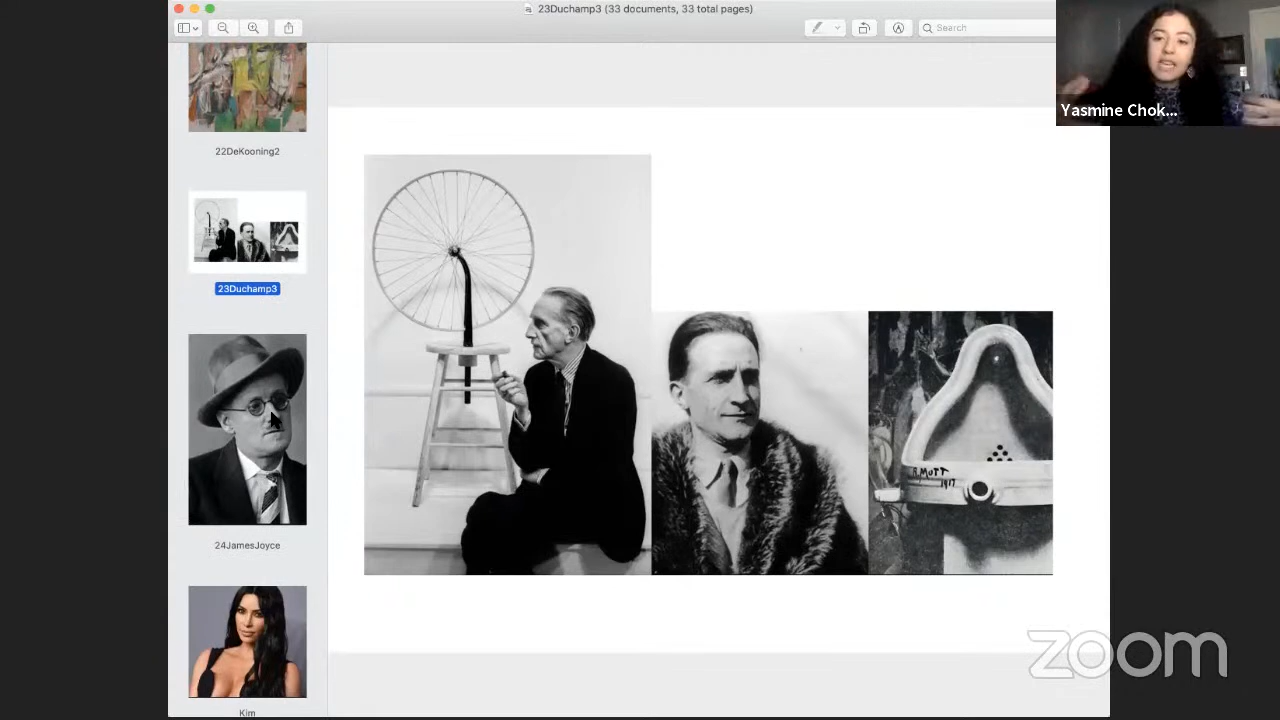 23Duchamp3 (33 documents, 33 total pages)
Search
Yasmine Chok...
22DeKooning2
23Duchamp3
24JamesJoyce
Kim
R.MUTT
1917
zoom